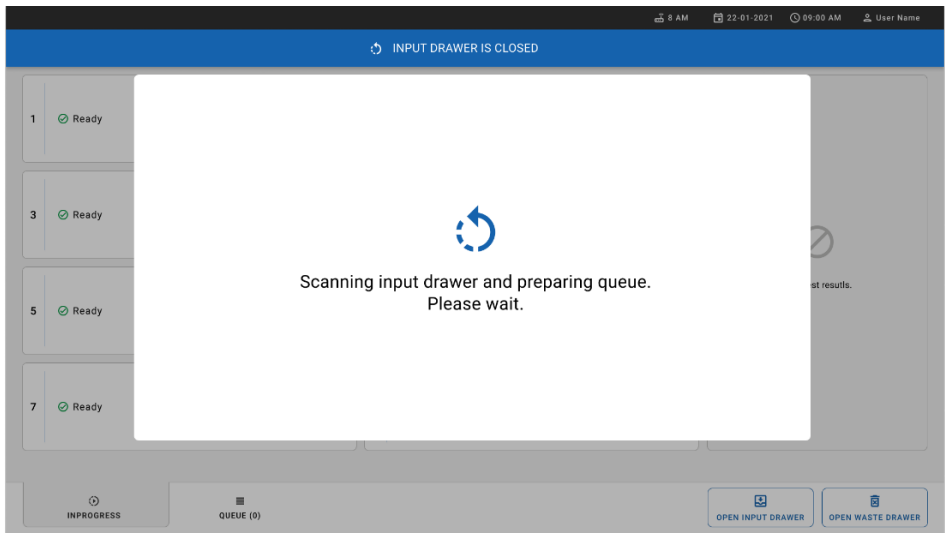 8 AM 22-01-2021 09:00 AM User Name
INPUT DRAWER IS CLOSED
1 Ready
3 Ready
5 Ready
7 Ready
Scanning input drawer and preparing queue.
Please wait.
resutls.
INPROGRESS
QUEUE (0)
OPEN INPUT DRAWER
OPEN WASTE DRAWER